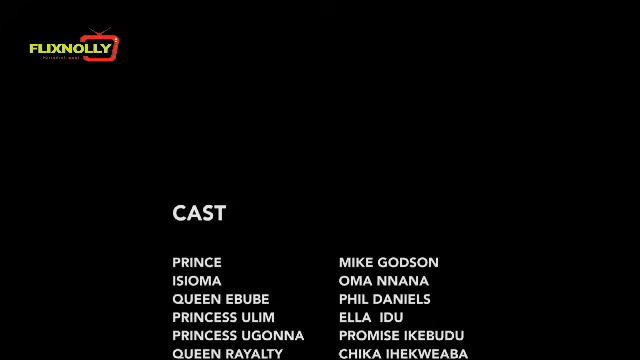 FLIXNOLLY
CAST
PRINCE MIKE GODSON
ISIOMA OMA NNANA
QUEEN EBUBE PHIL DANIELS
PRINCESS ULIM ELLA IDU
PRINCESS UGONNA PROMISE IKEBUDU
QUEEN RAYALTY CHIKA IHEKWEABA